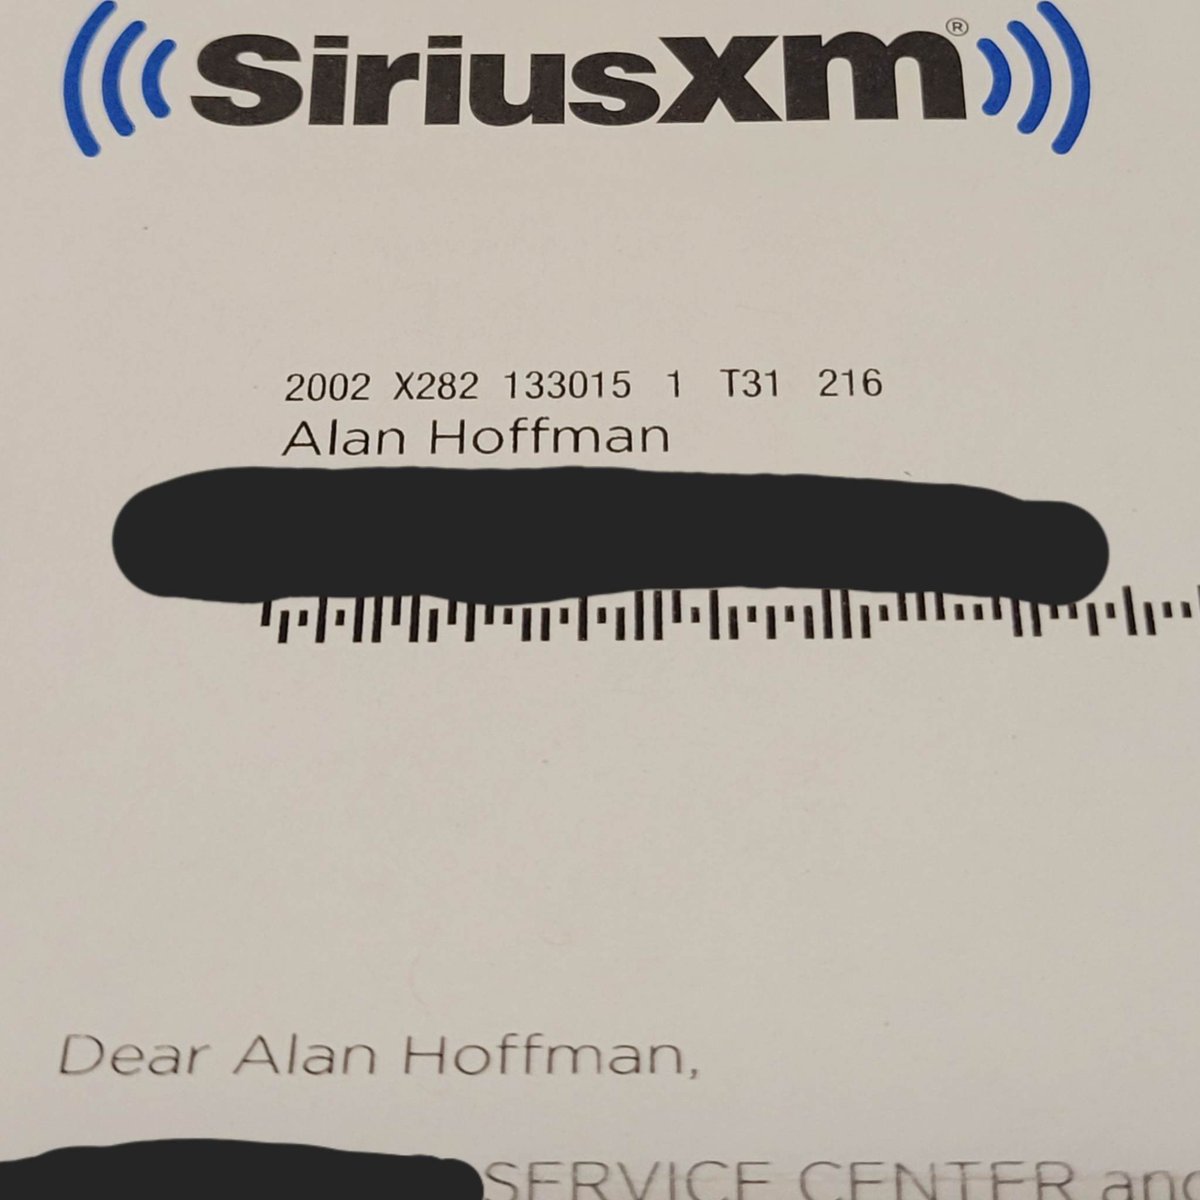 SiriusXM®
2002 X282 133015 1 T31 216
Alan Hoffman
Dear Alan Hoffman,
SERVICE CENTER and